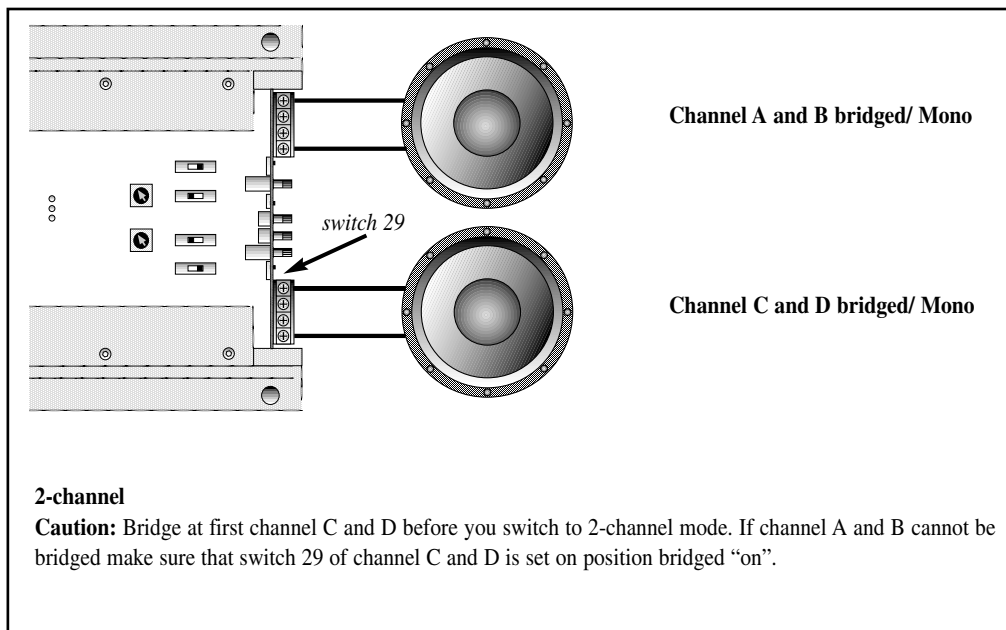 Channel A and B bridged/ Mono
switch 29
Channel C and D bridged/ Mono
2-channel
Caution: Bridge at first channel C and D before you switch to 2-channel mode. If channel A and B cannot be
bridged make sure that switch 29 of channel C and D is set on position bridged “on”.